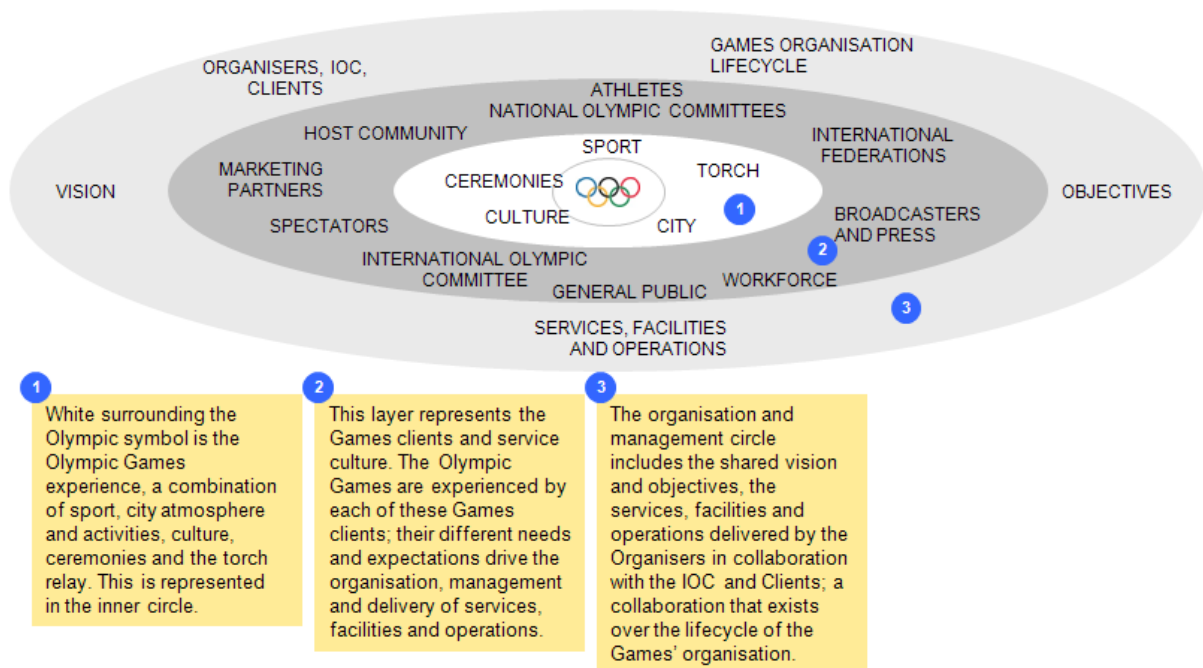 GAMES ORGANISATION
LIFECYCLE
ORGANISERS, IOC,
CLIENTS
ATHLETES
NATIONAL OLYMPIC COMMITTEES
HOST COMMUNITY
INTERNATIONAL
FEDERATIONS
SPORT
MARKETING
PARTNERS
TORCH
CEREMONIES
VISION
OBJECTIVES
1
CULTURE
CITY
SPECTATORS
BROADCASTERS
AND PRESS
2
INTERNATIONAL OLYMPIC
COMMITTEE
WORKFORCE
GENERAL PUBLIC
3
SERVICES, FACILITIES
AND OPERATIONS
1
White surrounding the
Olympic symbol is the
Olympic Games
experience, a combination
of sport, city atmosphere
and activities, culture,
ceremonies and the torch
relay. This is represented
in the inner circle.
2
This layer represents the
Games clients and service
culture. The Olympic
Games are experienced by
each of these Games
clients; their different needs
and expectations drive the
organisation, management
and delivery of services,
facilities and operations.
3
The organisation and
management circle
includes the shared vision
and objectives, the
services, facilities and
operations delivered by the
Organisers in collaboration
with the IOC and Clients; a
collaboration that exists
over the lifecycle of the
Games' organisation.